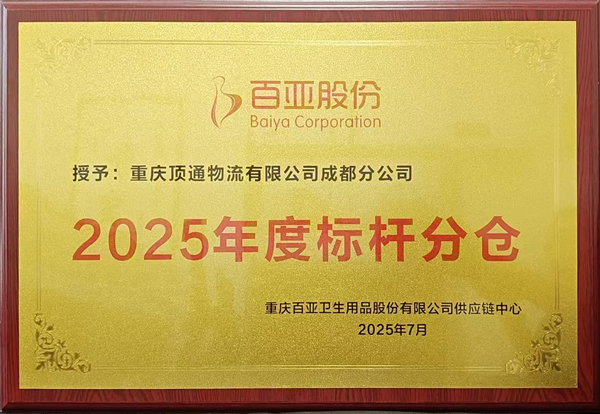 百亚股份
Baiya Corporation
授予：重庆顶通物流有限公司成都分公司
2025年度标杆分仓
重庆百亚卫生用品股份有限公司供应链中心
2025年7月